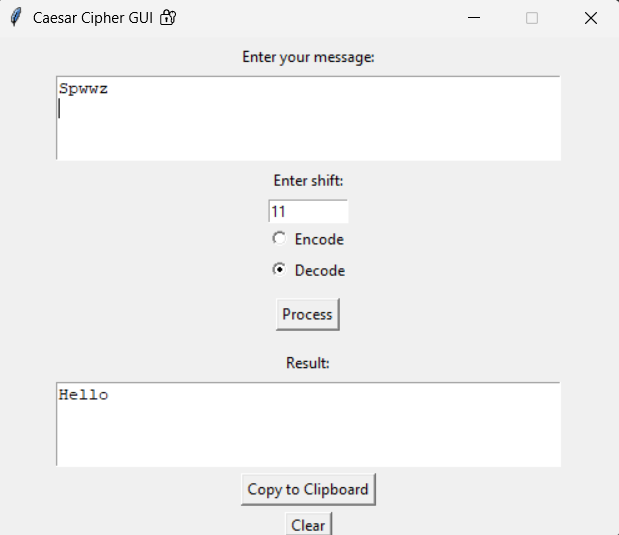 Caesar Cipher GUI 🔐
Enter your message:
Spwwz
Enter shift:
11
Encode
Decode
Process
Result:
Hello
Copy to Clipboard
Clear